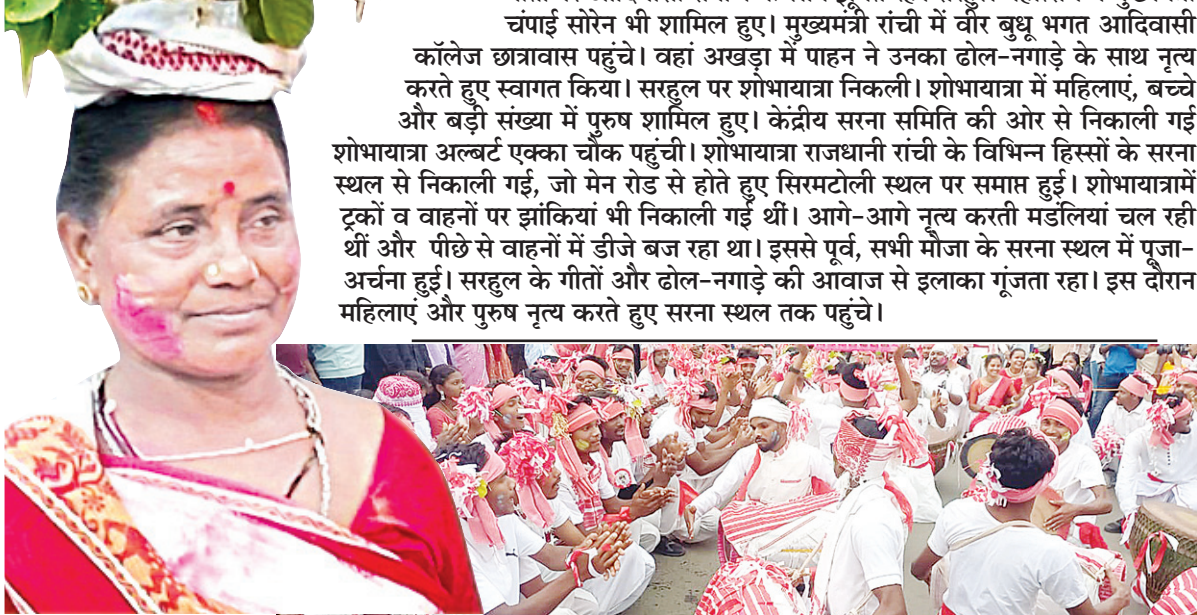 चांपाई सोरेन भी शामिल हुए। मुख्यमंत्री रांची में वीर बुधू भगत आदिवासी
कॉलेज छात्रावास पहुंचे। वहां अखड़ा में पाहन ने उनका ढोल-नगाड़े के साथ नृत्य
करते हुए स्वागत किया। सरहुल पर शोभायात्रा निकली। शोभायात्रा में महिलाएं, बच्चे
और बड़ी संख्या में पुरुष शामिल हुए। केंद्रीय सरना समिति की ओर से निकाली गई
शोभायात्रा अल्बर्ट एक्का चौक पहुंची। शोभायात्रा राजधानी रांची के विभिन्न हिस्सों के सरना
स्थल से निकाली गई, जो मेन रोड से होते हुए सिरमटोली स्थल पर समाप्त हुई। शोभायात्रामें
ट्रकों व वाहनों पर झांकियां भी निकाली गई थीं। आगे-आगे नृत्य करती मडलियां चल रही
थीं और पीछे से वाहनों में डीजे बज रहा था। इससे पूर्व, सभी मौजा के सरना स्थल में पूजा-
अर्चना हुई। सरहुल के गीतों और ढोल-नगाड़े की आवाज से इलाका गूंजता रहा। इस दौरान
महिलाएं और पुरुष नृत्य करते हुए सरना स्थल तक पहुंचे।